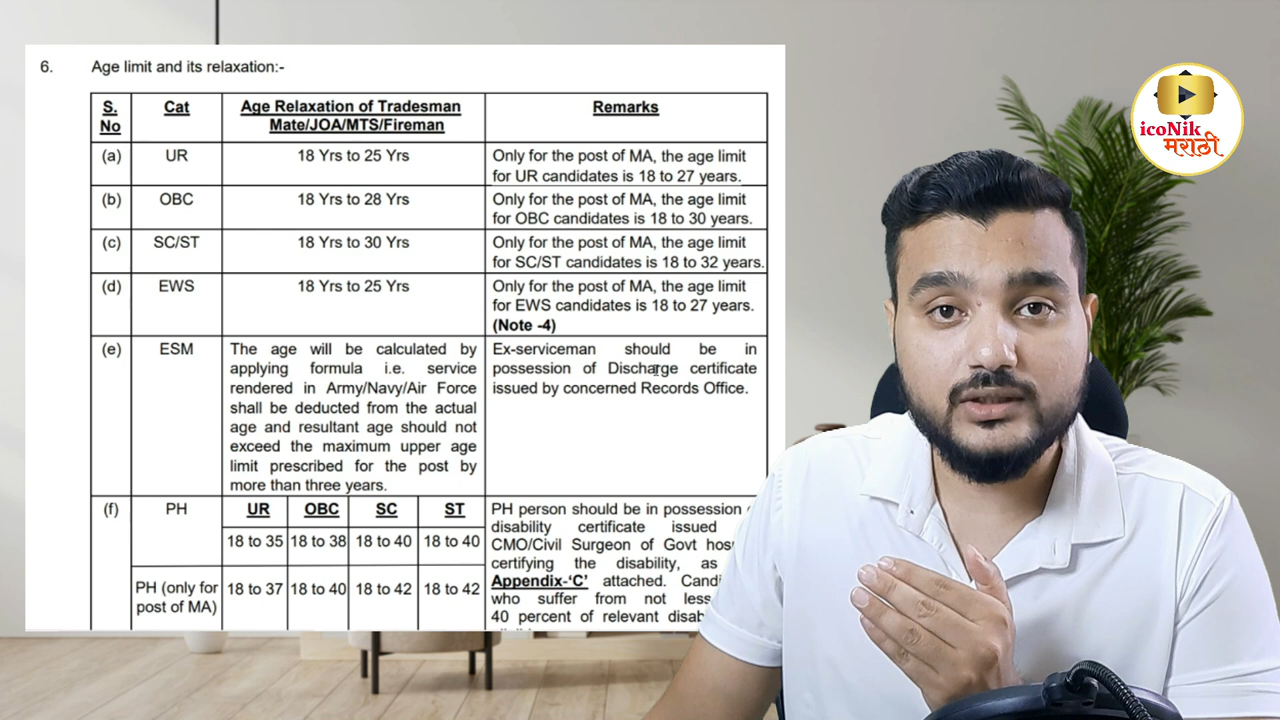 6. Age limit and its relaxation:-
S. No Cat Age Relaxation of Tradesman Mate/JOA/MTS/Fireman Remarks
(a) UR 18 Yrs to 25 Yrs Only for the post of MA, the age limit
for UR candidates is 18 to 27 years.
(b) OBC 18 Yrs to 28 Yrs Only for the post of MA, the age limit
for OBC candidates is 18 to 30 years.
(c) SC/ST 18 Yrs to 30 Yrs Only for the post of MA, the age limit
for SC/ST candidates is 18 to 32 years.
(d) EWS 18 Yrs to 25 Yrs Only for the post of MA, the age limit
for EWS candidates is 18 to 27 years.
(Note -4)
(e) ESM
The age will be calculated by
applying formula i.e. service
rendered in Army/Navy/Air Force
shall be deducted from the actual
age and resultant age should not
exceed the maximum upper age
limit prescribed for the post by
more than three years.
Ex-serviceman should be in
possession of Discharge certificate
issued by concerned Records Office.
(f) PH UR OBC SC ST
18 to 35 18 to 38 18 to 40 18 to 40
PH (only for
post of MA)
18 to 37 18 to 40 18 to 42 18 to 42
PH person should be in possession
disability certificate issued
CMO/Civil Surgeon of Govt
certifying the disability, as
Appendix-‘C’ attached.
who suffer from not less
40 percent of relevant
icoNik
मराठी